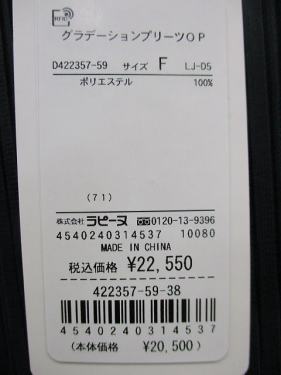 RFID
グラデーションプリーツOP
D422357-59 サイズ F LJ-05
ポリエステル 100%
(71)
株式会社ラピーヌ 0120-13-9396
4540240314537 10080
MADE IN CHINA
税込価格 ¥22,550
422357-59-38
4540240314537
(本体価格 ¥20,500)